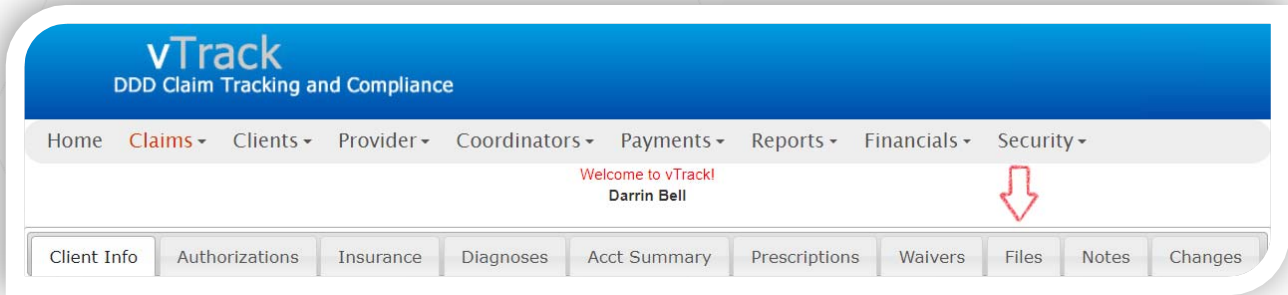 vTrack
DDD Claim Tracking and Compliance
Home Claims Clients Provider Coordinators Payments Reports Financials Security
Welcome to vTrack!
Darrin Bell
Client Info Authorizations Insurance Diagnoses Acct Summary Prescriptions Waivers Files Notes Changes